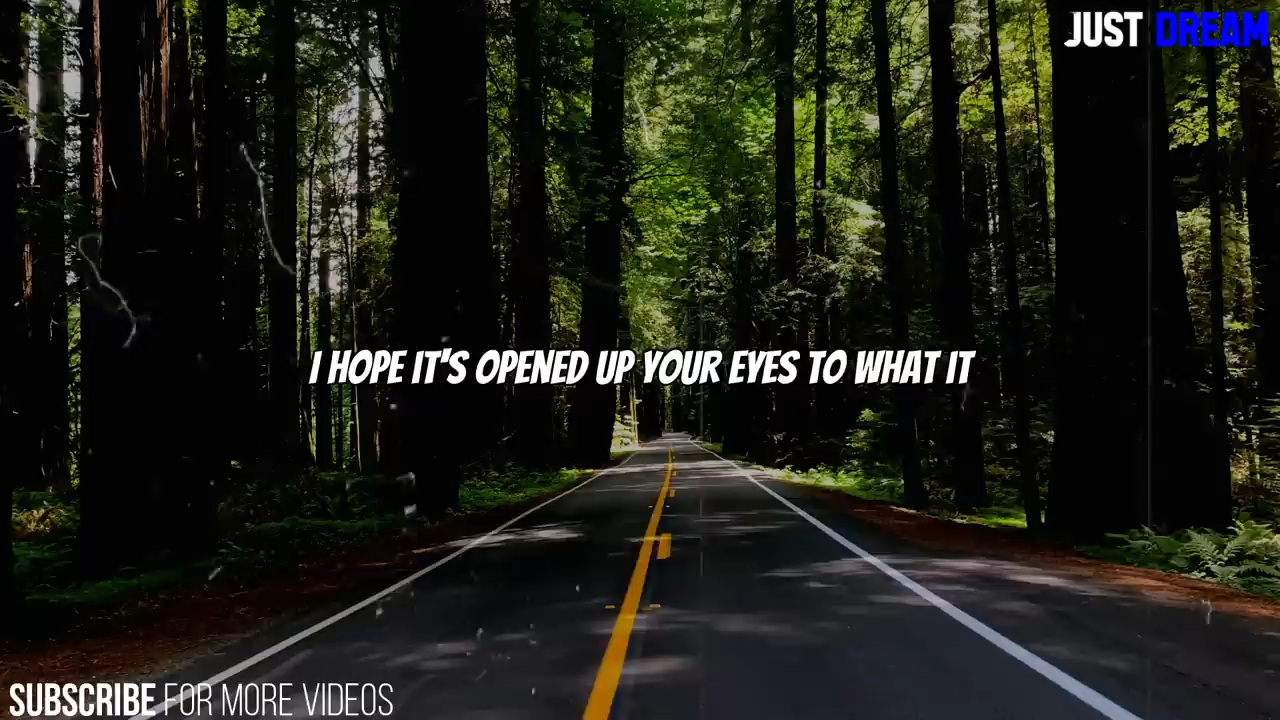 JUST DREAM
I HOPE IT'S OPENED UP YOUR EYES TO WHAT IT
SUBSCRIBE FOR MORE VIDEOS